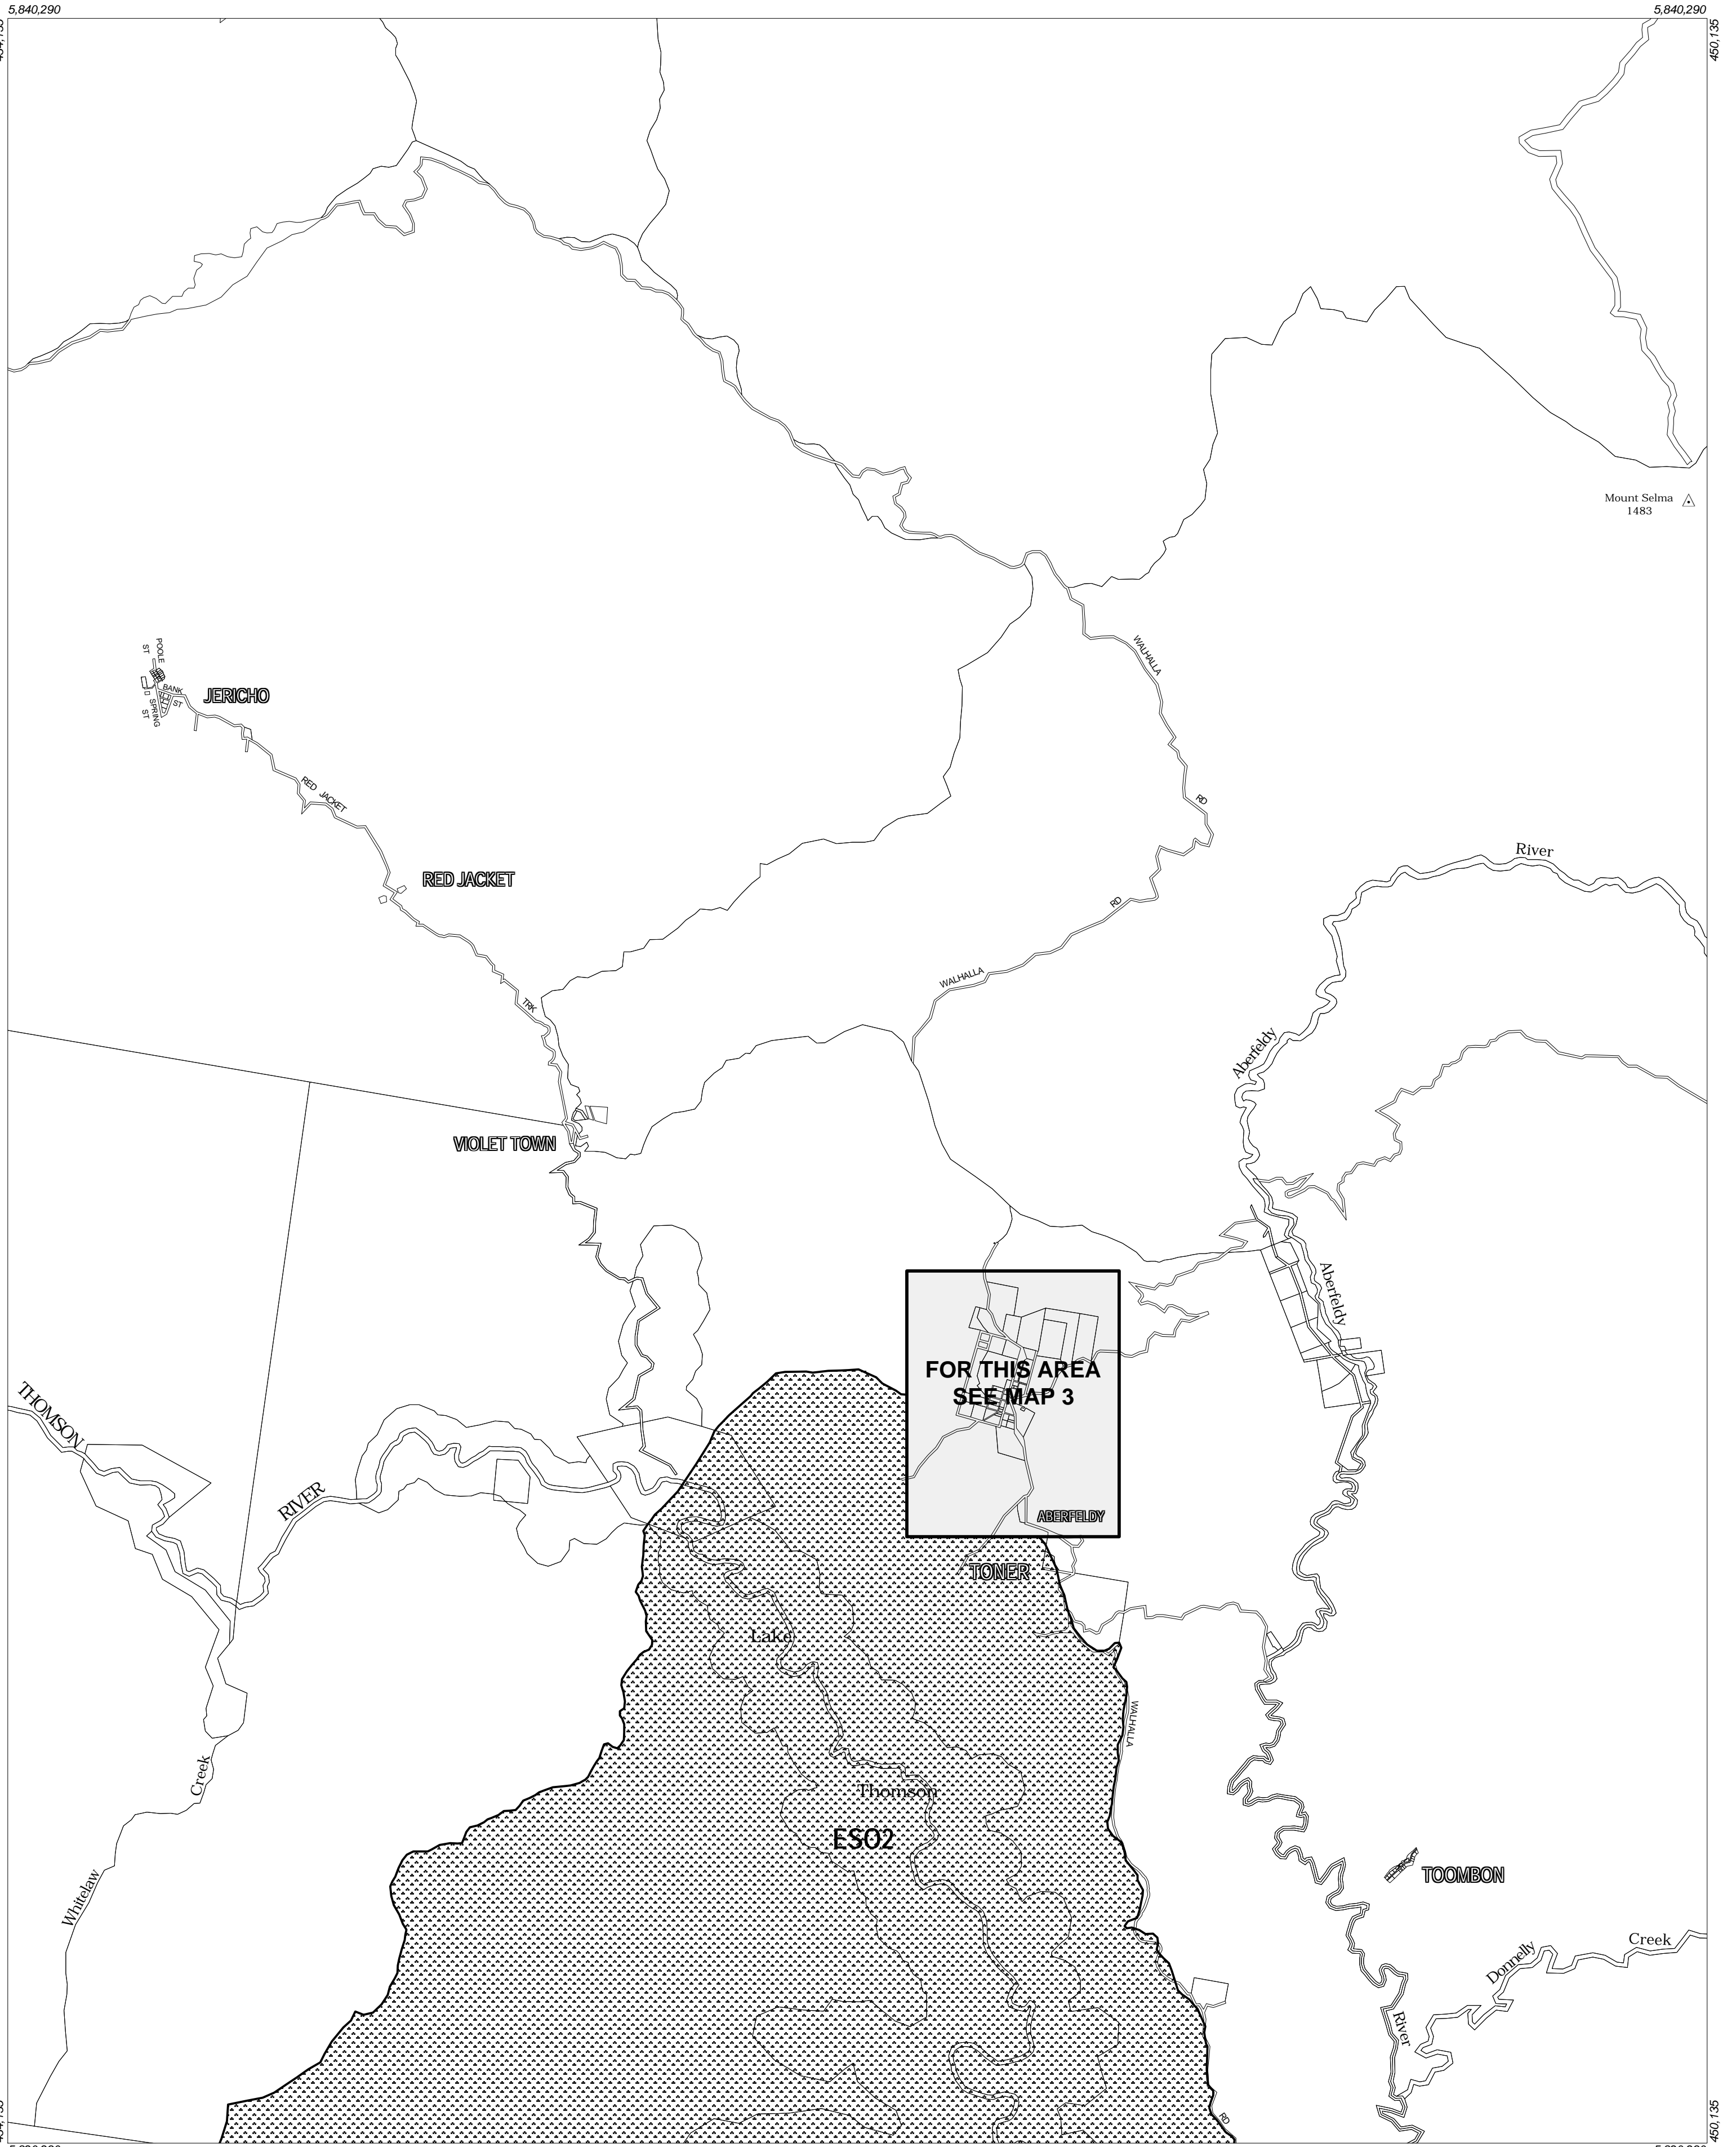 5,840,290
5,840,290
450,135
Mount Selma
1483
POOLE
ST
BANK
ST
SPRING
ST
JERICHO
WALHALLA
RD
RED JACKET
RED JACKET
TRK
River
RD
WALHALLA
Aberfeldy
VIOLET TOWN
Aberfeldy
FOR THIS AREA
SEE MAP 3
ABERFELDY
THOMSON
RIVER
TONER
Lake
WALHALLA
Creek
Thomson
ESO2
Whitelaw
TOOMBON
Donnelly
Creek
River
RD
450,135